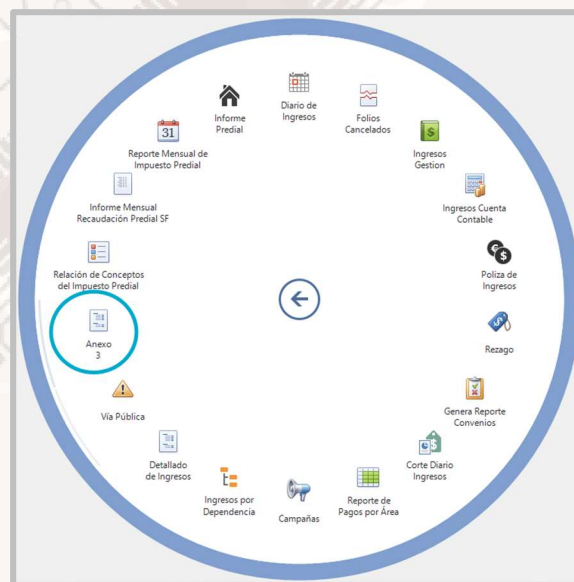 Diario de
Ingresos
Folios
Cancelados
Ingresos
Gestion
Ingresos Cuenta
Contable
Poliza de
Ingresos
Rezago
Genera Reporte
Convenios
Corte Diario
Ingresos
Reporte de
Pagos por Área
Campañas
Ingresos por
Dependencia
Detallado
de Ingresos
Vía Pública
Anexo
3
Relación de Conceptos
del Impuesto Predial
Informe Mensual
Recaudación Predial SF
31
Reporte Mensual de
Impuesto Predial
Informe
Predial